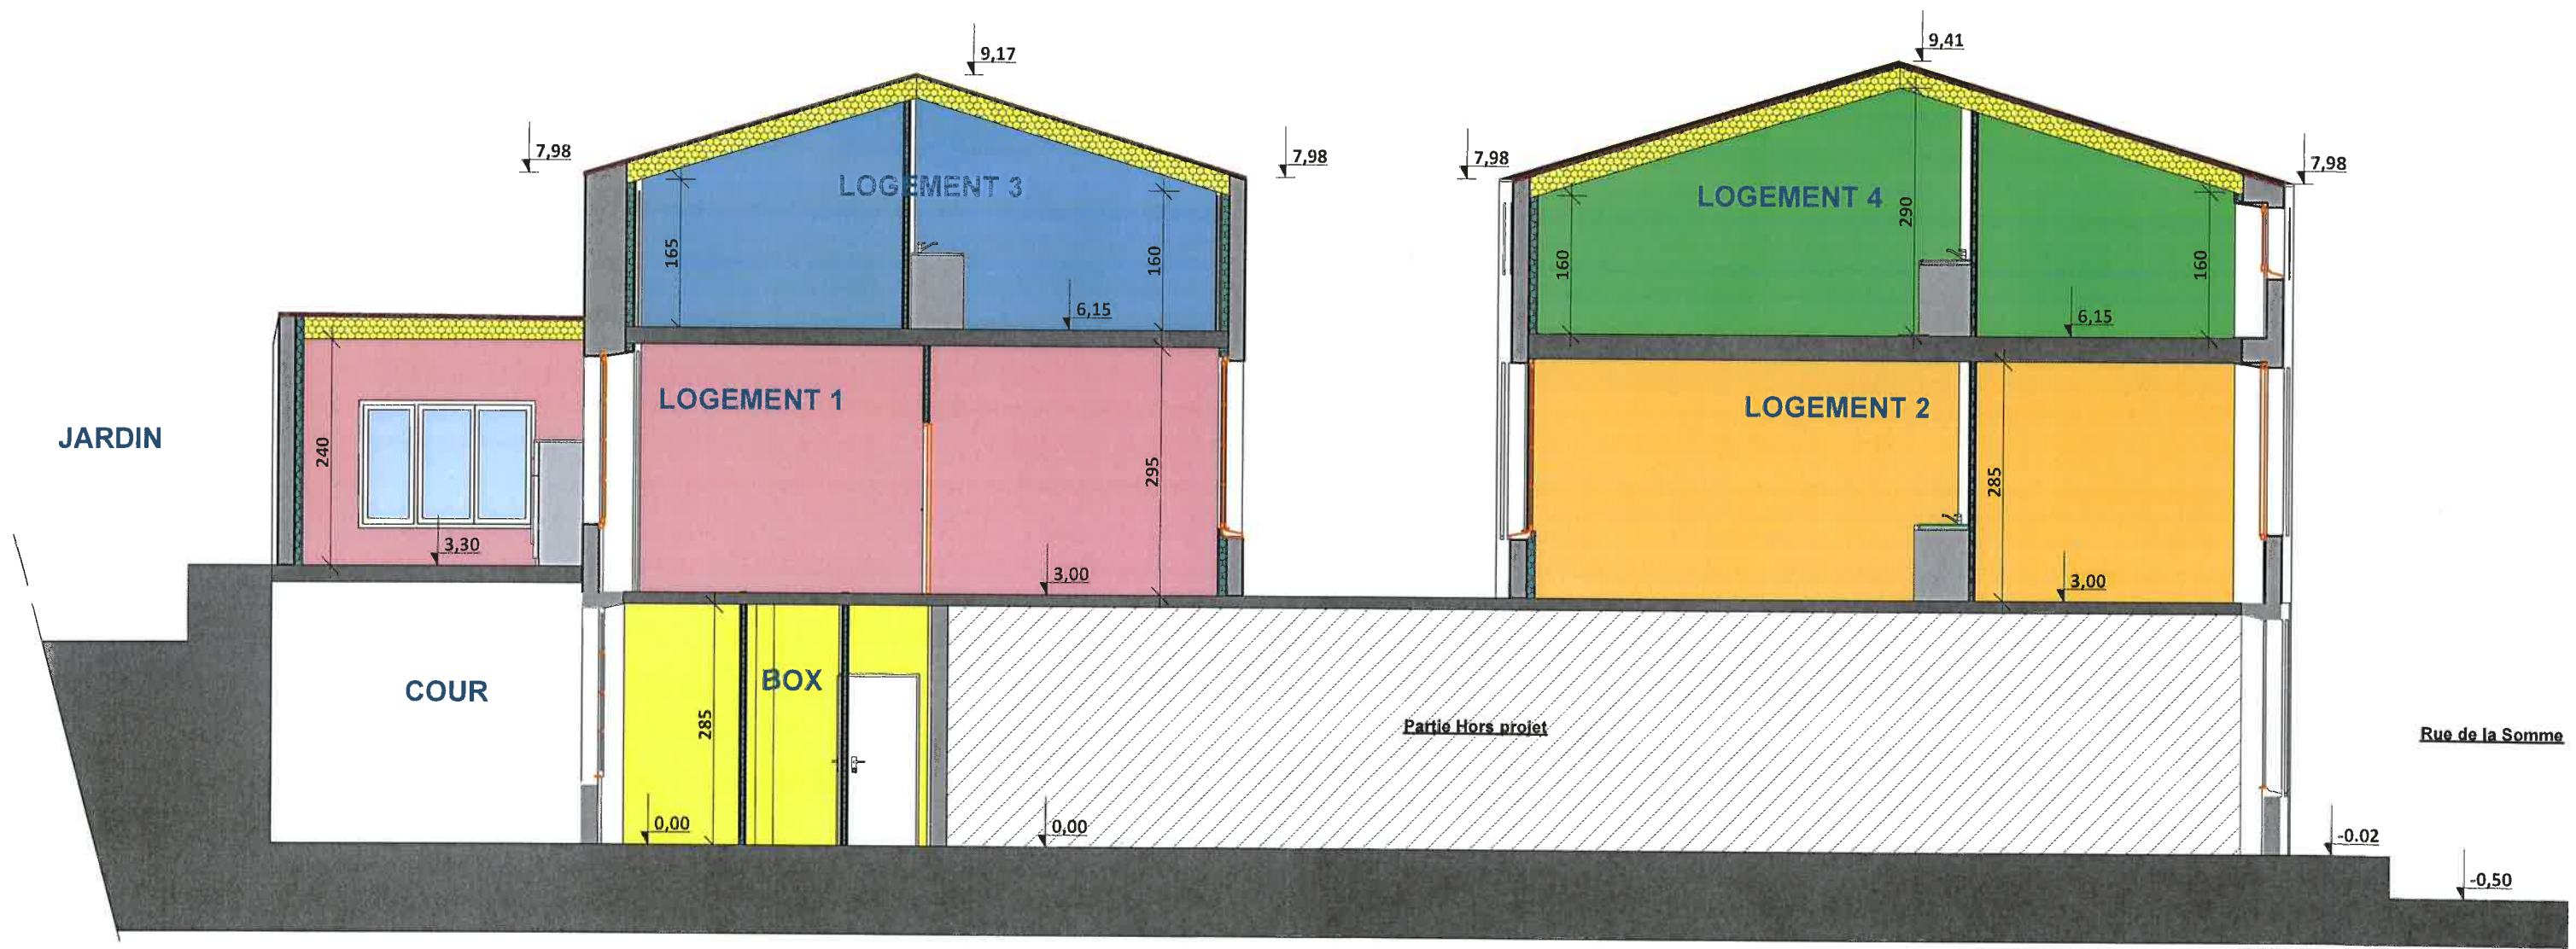 9,17
9,41
7,98
7,98
7,98
7,98
LOGEMENT 3
LOGEMENT 4
165
160
160
290
160
6,15
6,15
LOGEMENT 1
LOGEMENT 2
JARDIN
240
295
285
3,30
3,00
3,00
COUR
BOX
285
Partie Hors projet
Rue de la Somme
0,00
0,00
-0.02
-0,50